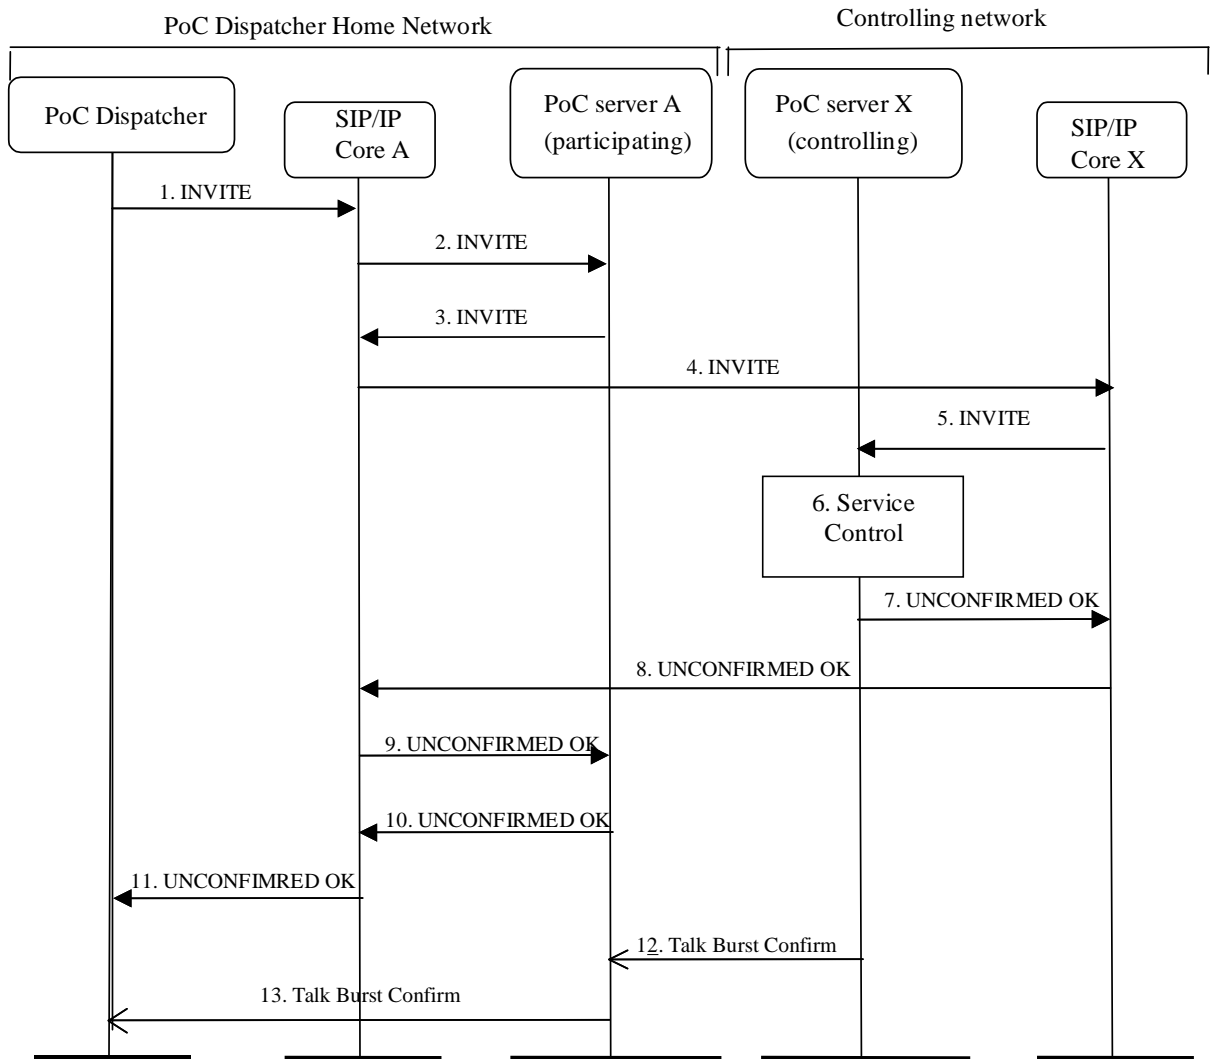 PoC Dispatcher Home Network
Controlling network
PoC Dispatcher
SIP/IP
Core A
PoC server A
(participating)
PoC server X
(controlling)
SIP/IP
Core X
1. INVITE
2. INVITE
3. INVITE
4. INVITE
5. INVITE
6. Service
Control
7. UNCONFIRMED OK
8. UNCONFIRMED OK
9. UNCONFIRMED OK
10. UNCONFIRMED OK
11. UNCONFIMRED OK
12. Talk Burst Confirm
13. Talk Burst Confirm